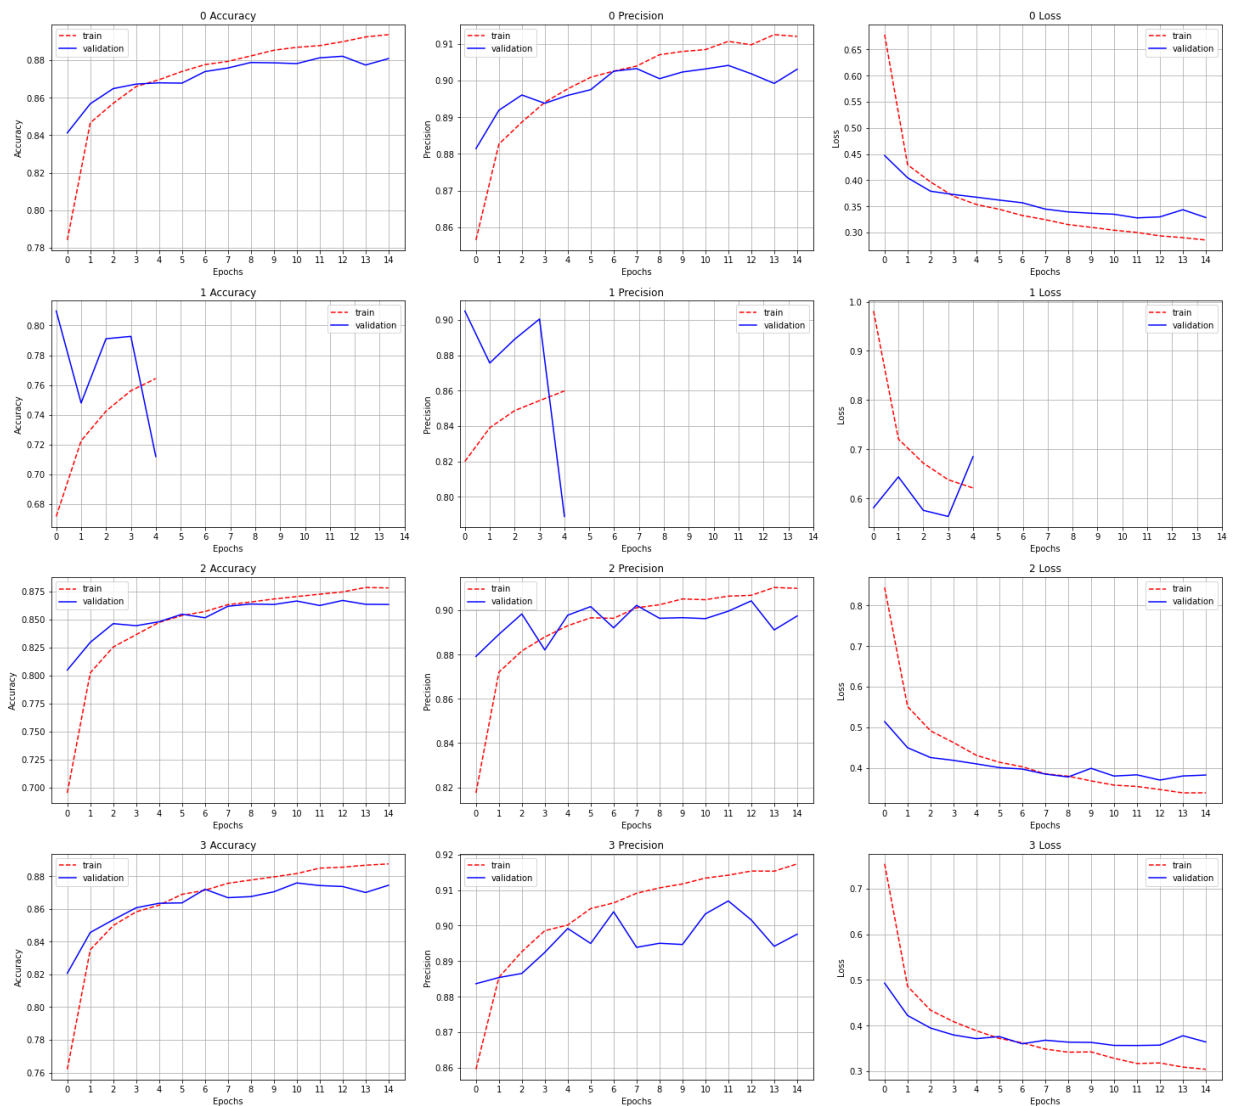 0 Accuracy
train
validation
0.88
0.86
0.84
0.82
0.80
0.78
Accuracy
0 1 2 3 4 5 6 7 8 9 10 11 12 13 14
Epochs
0 Precision
train
validation
0.91
0.90
0.89
0.88
0.87
0.86
Precision
0 1 2 3 4 5 6 7 8 9 10 11 12 13 14
Epochs
0 Loss
train
validation
0.65
0.60
0.55
0.50
0.45
0.40
0.35
0.30
Loss
0 1 2 3 4 5 6 7 8 9 10 11 12 13 14
Epochs
1 Accuracy
train
validation
0.80
0.78
0.76
0.74
0.72
0.70
0.68
Accuracy
0 1 2 3 4 5 6 7 8 9 10 11 12 13 14
Epochs
1 Precision
train
validation
0.90
0.88
0.86
0.84
0.82
0.80
Precision
0 1 2 3 4 5 6 7 8 9 10 11 12 13 14
Epochs
1 Loss
train
validation
1.0
0.9
0.8
0.7
0.6
Loss
0 1 2 3 4 5 6 7 8 9 10 11 12 13 14
Epochs
2 Accuracy
train
validation
0.875
0.850
0.825
0.800
0.775
0.750
0.725
0.700
Accuracy
0 1 2 3 4 5 6 7 8 9 10 11 12 13 14
Epochs
2 Precision
train
validation
0.90
0.88
0.86
0.84
0.82
Precision
0 1 2 3 4 5 6 7 8 9 10 11 12 13 14
Epochs
2 Loss
train
validation
0.8
0.7
0.6
0.5
0.4
Loss
0 1 2 3 4 5 6 7 8 9 10 11 12 13 14
Epochs
3 Accuracy
train
validation
0.88
0.86
0.84
0.82
0.80
0.78
0.76
Accuracy
0 1 2 3 4 5 6 7 8 9 10 11 12 13 14
Epochs
3 Precision
train
validation
0.92
0.91
0.90
0.89
0.88
0.87
0.86
Precision
0 1 2 3 4 5 6 7 8 9 10 11 12 13 14
Epochs
3 Loss
train
validation
0.7
0.6
0.5
0.4
0.3
Loss
0 1 2 3 4 5 6 7 8 9 10 11 12 13 14
Epochs